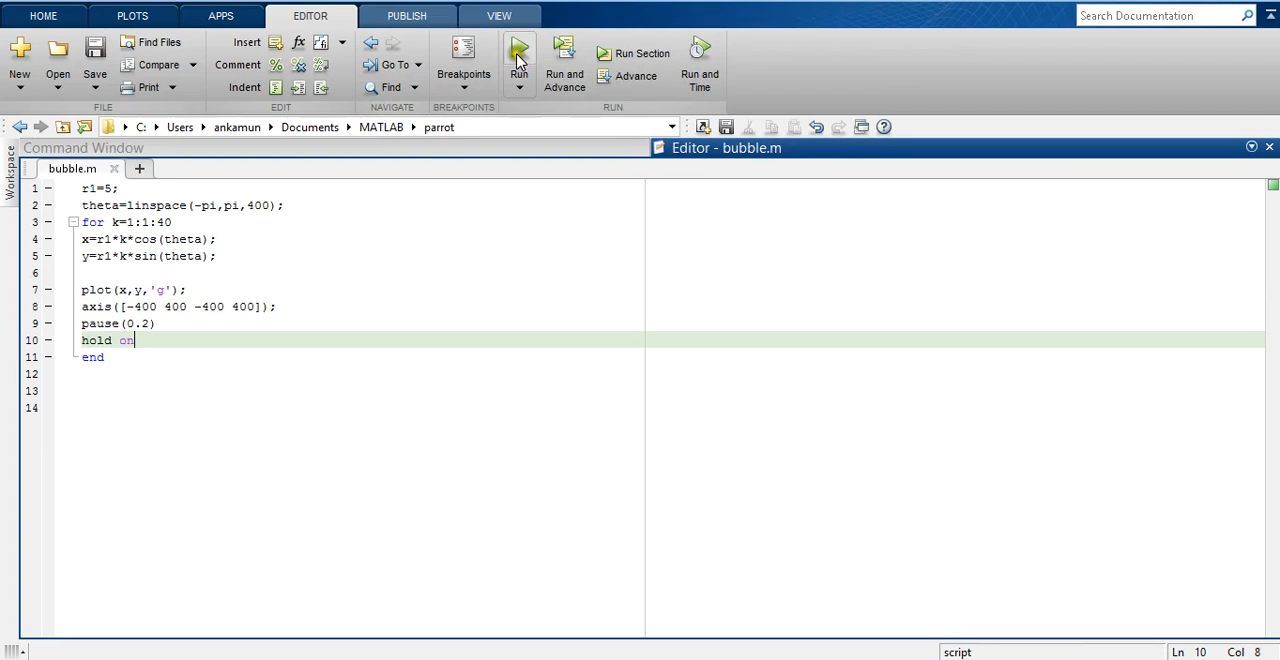 HOME PLOTS APPS EDITOR PUBLISH VIEW Search Documentation
New Open Save Find Files Compare Print
Insert fx
Comment
Indent
Go To
Find
Breakpoints Run Run and Advance Run Section Advance Run and Time
FILE EDIT NAVIGATE BREAKPOINTS RUN
C: Users ankamun Documents MATLAB parrot
Workspace
Command Window Editor - bubble.m
bubble.m
1 r1=5;
2 theta=linspace(-pi,pi,400);
3 for k=1:1:40
4 x=r1*k*cos(theta);
5 y=r1*k*sin(theta);
6
7 plot(x,y,'g');
8 axis([-400 400 -400 400]);
9 pause(0.2)
10 hold on
11 end
12
13
14
script Ln 10 Col 8